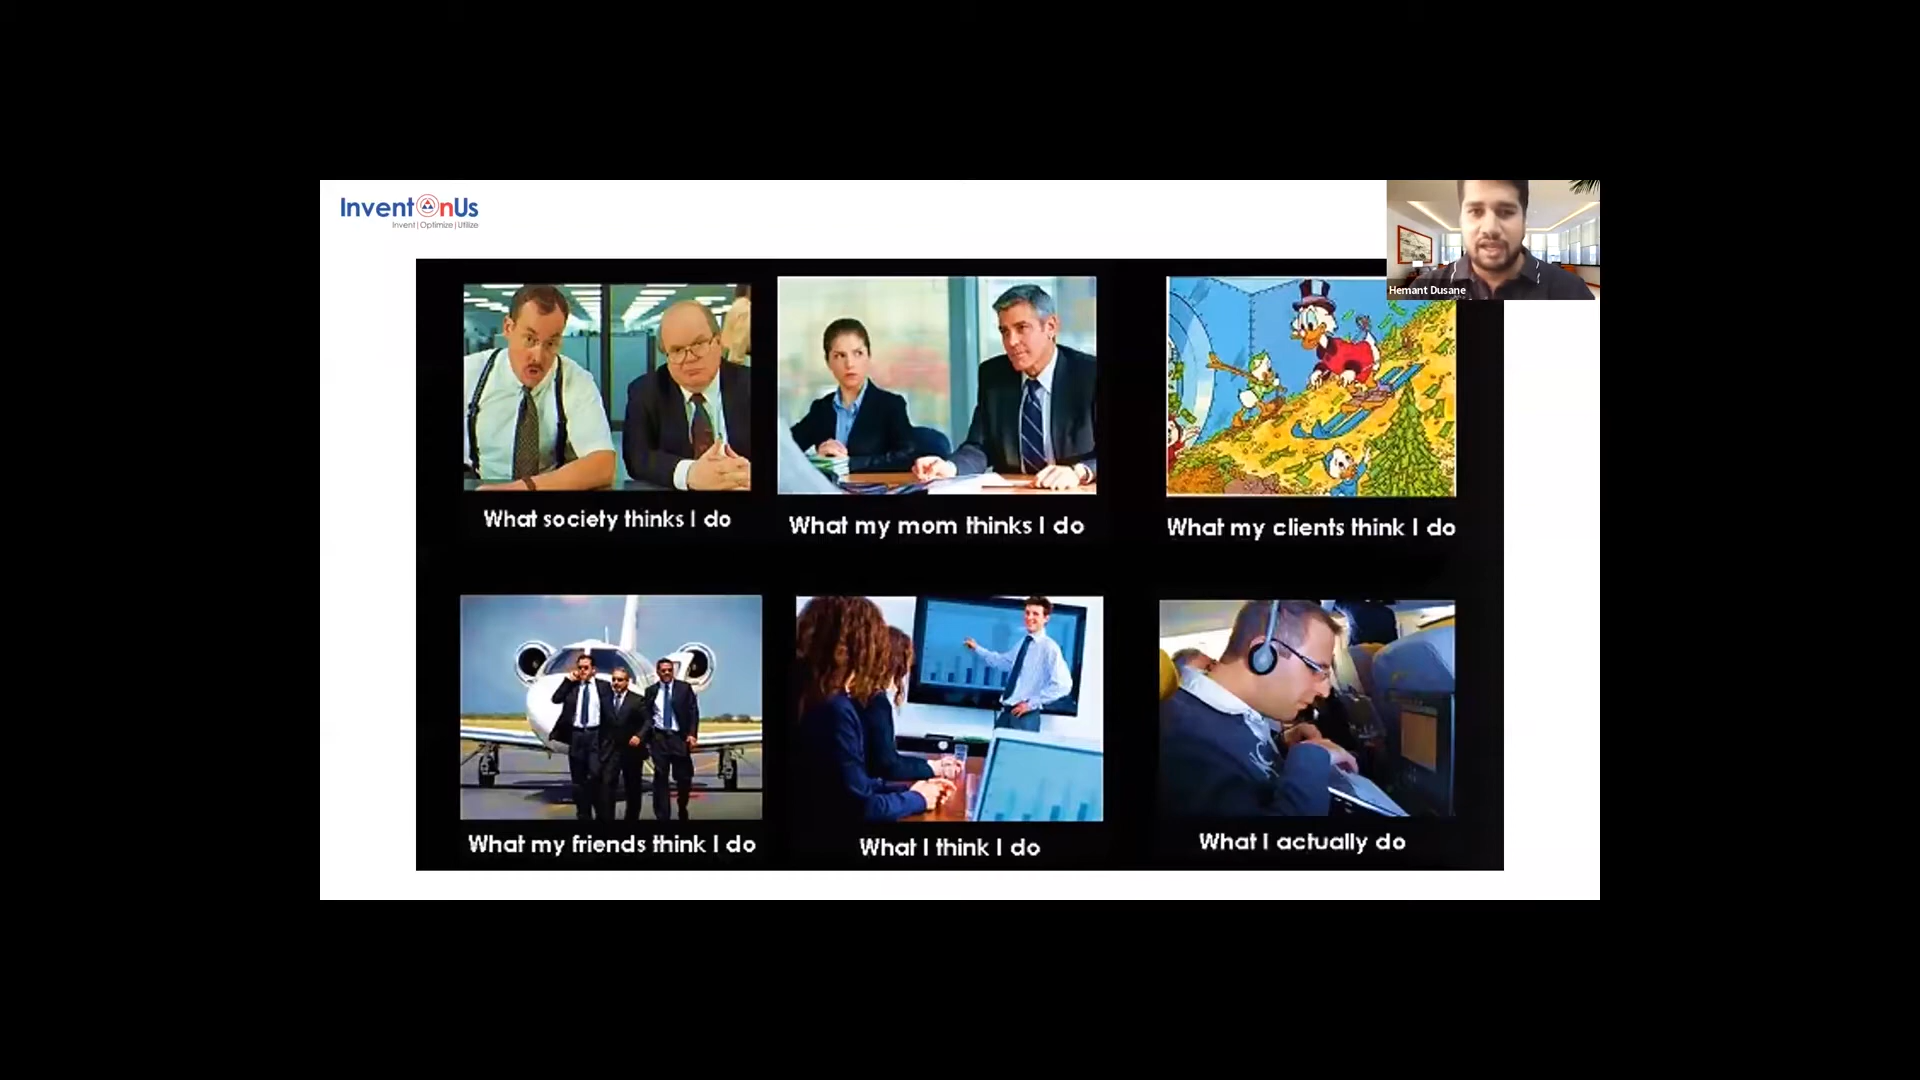 InventOnUs
Invent | Optimize | Utilize
Hemant Dusane
What society thinks I do
What my mom thinks I do
What my clients think I do
What my friends think I do
What I think I do
What I actually do